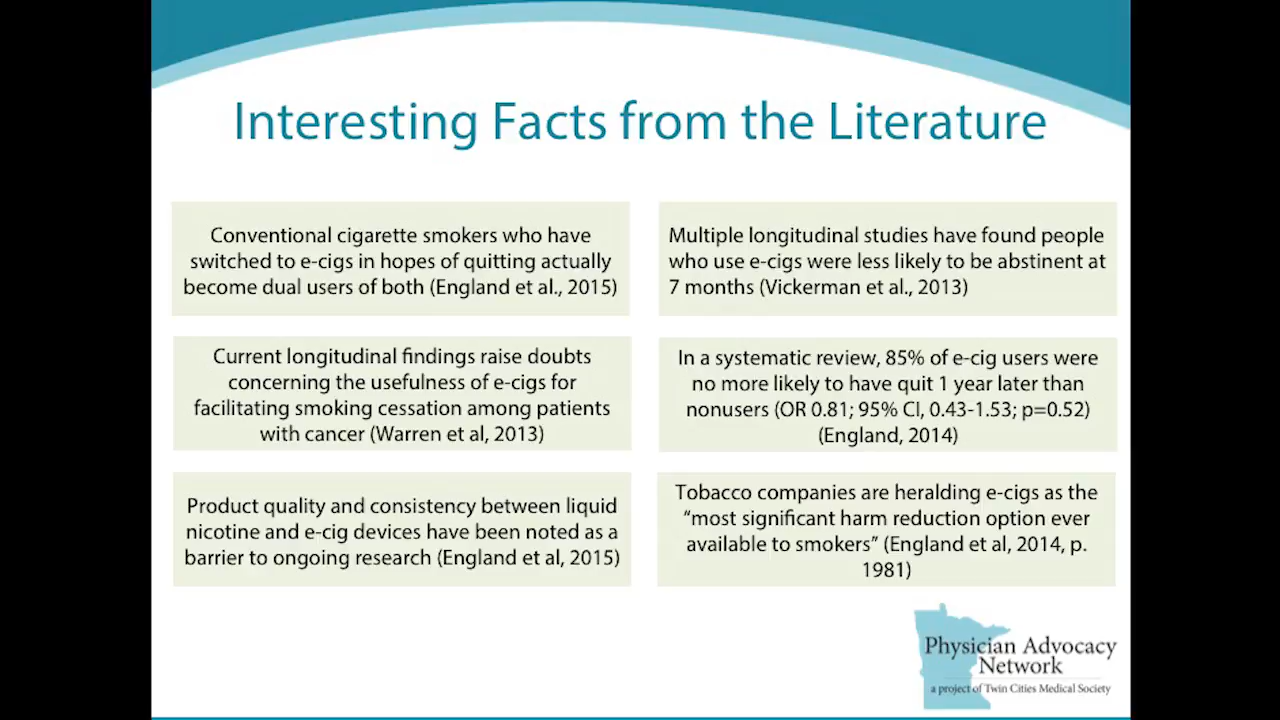 Interesting Facts from the Literature
Conventional cigarette smokers who have
switched to e-cigs in hopes of quitting actually
become dual users of both (England et al., 2015)
Multiple longitudinal studies have found people
who use e-cigs were less likely to be abstinent at
7 months (Vickerman et al., 2013)
Current longitudinal findings raise doubts
concerning the usefulness of e-cigs for
facilitating smoking cessation among patients
with cancer (Warren et al, 2013)
In a systematic review, 85% of e-cig users were
no more likely to have quit 1 year later than
nonusers (OR 0.81; 95% CI, 0.43-1.53; p=0.52)
(England, 2014)
Product quality and consistency between liquid
nicotine and e-cig devices have been noted as a
barrier to ongoing research (England et al, 2015)
Tobacco companies are heralding e-cigs as the
“most significant harm reduction option ever
available to smokers” (England et al, 2014, p.
1981)
Physician Advocacy
Network
a project of Twin Cities Medical Society